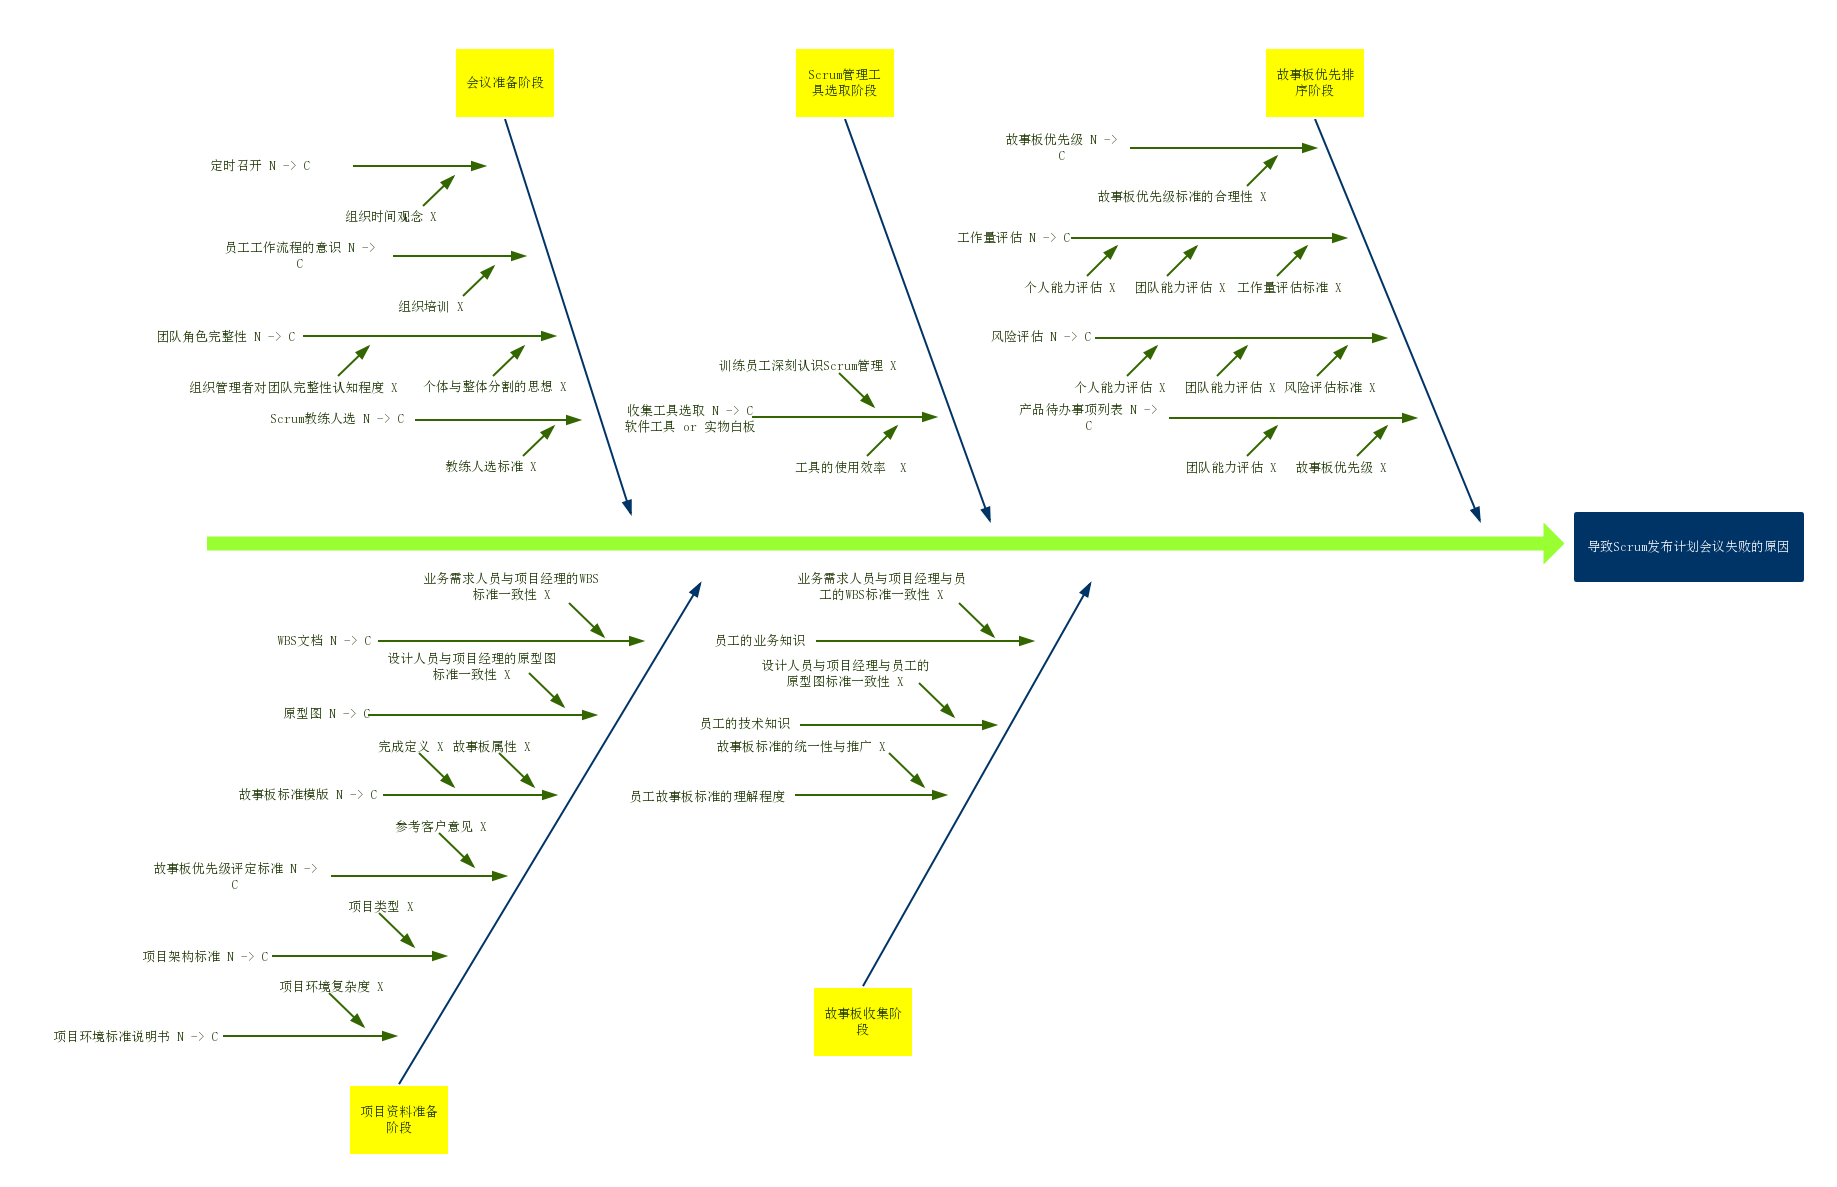 会议准备阶段
Scrum管理工
具选取阶段
故事板优先排
序阶段
定时召开 N -> C
组织时间观念 X
员工工作流程的意识 N ->
C
组织培训 X
团队角色完整性 N -> C
组织管理者对团队完整性认知程度 X
个体与整体分割的思想 X
Scrum教练人选 N -> C
教练人选标准 X
训练员工深刻认识Scrum管理 X
收集工具选取 N -> C
软件工具 or 实物白板
工具的使用效率  X
故事板优先级 N ->
C
故事板优先级标准的合理性 X
工作量评估 N -> C
个人能力评估 X
团队能力评估 X
工作量评估标准 X
风险评估 N -> C
个人能力评估 X
团队能力评估 X
风险评估标准 X
产品待办事项列表 N ->
C
团队能力评估 X
故事板优先级 X
导致Scrum发布计划会议失败的原因
业务需求人员与项目经理的WBS
标准一致性 X
WBS文档 N -> C
设计人员与项目经理的原型图
标准一致性 X
原型图 N -> C
完成定义 X
故事板属性 X
故事板标准模版 N -> C
参考客户意见 X
故事板优先级评定标准 N ->
C
项目类型 X
项目架构标准 N -> C
项目环境复杂度 X
项目环境标准说明书 N -> C
项目资料准备
阶段
业务需求人员与项目经理与员
工的WBS标准一致性 X
员工的业务知识
设计人员与项目经理与员工的
原型图标准一致性 X
员工的技术知识
故事板标准的统一性与推广 X
员工故事板标准的理解程度
故事板收集阶
段